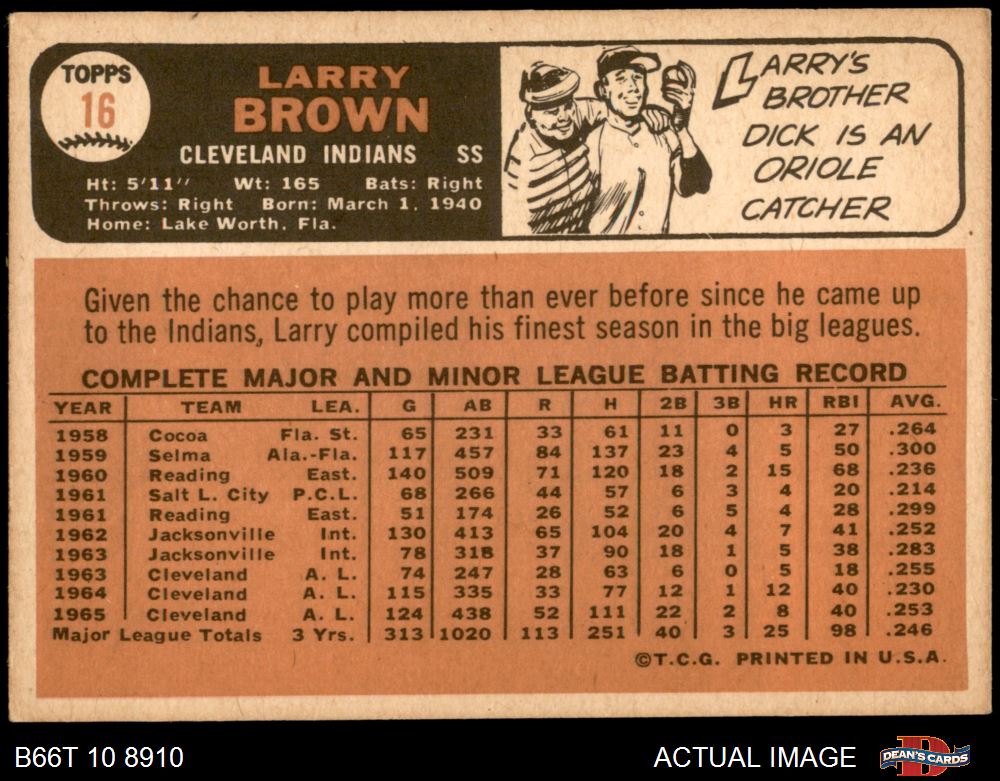 TOPPS
16
LARRY
BROWN
CLEVELAND INDIANS SS
Ht: 5'11" Wt: 165 Bats: Right
Throws: Right Born: March 1, 1940
Home: Lake Worth, Fla.
LARRY'S
BROTHER
DICK IS AN
ORIOLE
CATCHER
Given the chance to play more than ever before since he came up
to the Indians, Larry compiled his finest season in the big leagues.
COMPLETE MAJOR AND MINOR LEAGUE BATTING RECORD
YEAR TEAM LEA. G AB R H 2B 3B HR RBI AVG.
1958 Cocoa Fla. St. 65 231 33 61 11 0 3 27 .264
1959 Selma Ala.-Fla. 117 457 84 137 23 4 5 50 .300
1960 Reading East. 140 509 71 120 18 2 15 68 .236
1961 Salt L. City P.C.L. 68 266 44 57 6 3 4 20 .214
1961 Reading East. 51 174 26 52 6 5 4 28 .299
1962 Jacksonville Int. 130 413 65 104 20 4 7 41 .252
1963 Jacksonville Int. 78 318 37 90 18 1 5 38 .283
1963 Cleveland A. L. 74 247 28 63 6 0 5 18 .255
1964 Cleveland A. L. 115 335 33 77 12 1 12 40 .230
1965 Cleveland A. L. 124 438 52 111 22 2 8 40 .253
Major League Totals 3 Yrs. 313 1020 113 251 40 3 25 98 .246
©T.C.G. PRINTED IN U.S.A.
B66T 10 8910 ACTUAL IMAGE DEAN'S CARDS